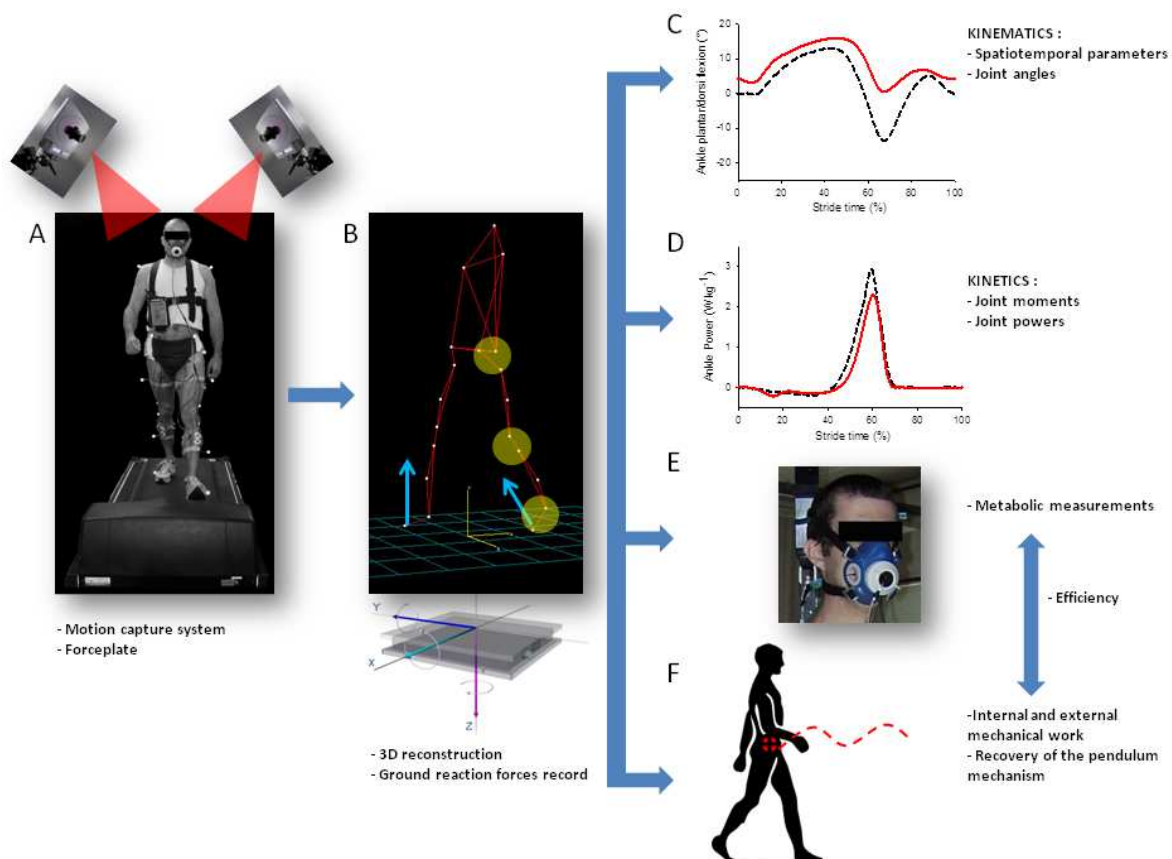 A
- Motion capture system
- Forceplate
B
Y
X
Z
- 3D reconstruction
- Ground reaction forces record
C
Ankle plantar/dorsi flexion (°)
20
10
0
-10
-20
0 20 40 60 80 100
Stride time (%)
KINEMATICS :
- Spatiotemporal parameters
- Joint angles
D
Ankle Power (W.kg⁻¹)
3
2
1
0
0 20 40 60 80 100
Stride time (%)
KINETICS :
- Joint moments
- Joint powers
E
- Metabolic measurements
- Efficiency
F
-Internal and external
mechanical work
- Recovery of the pendulum
mechanism